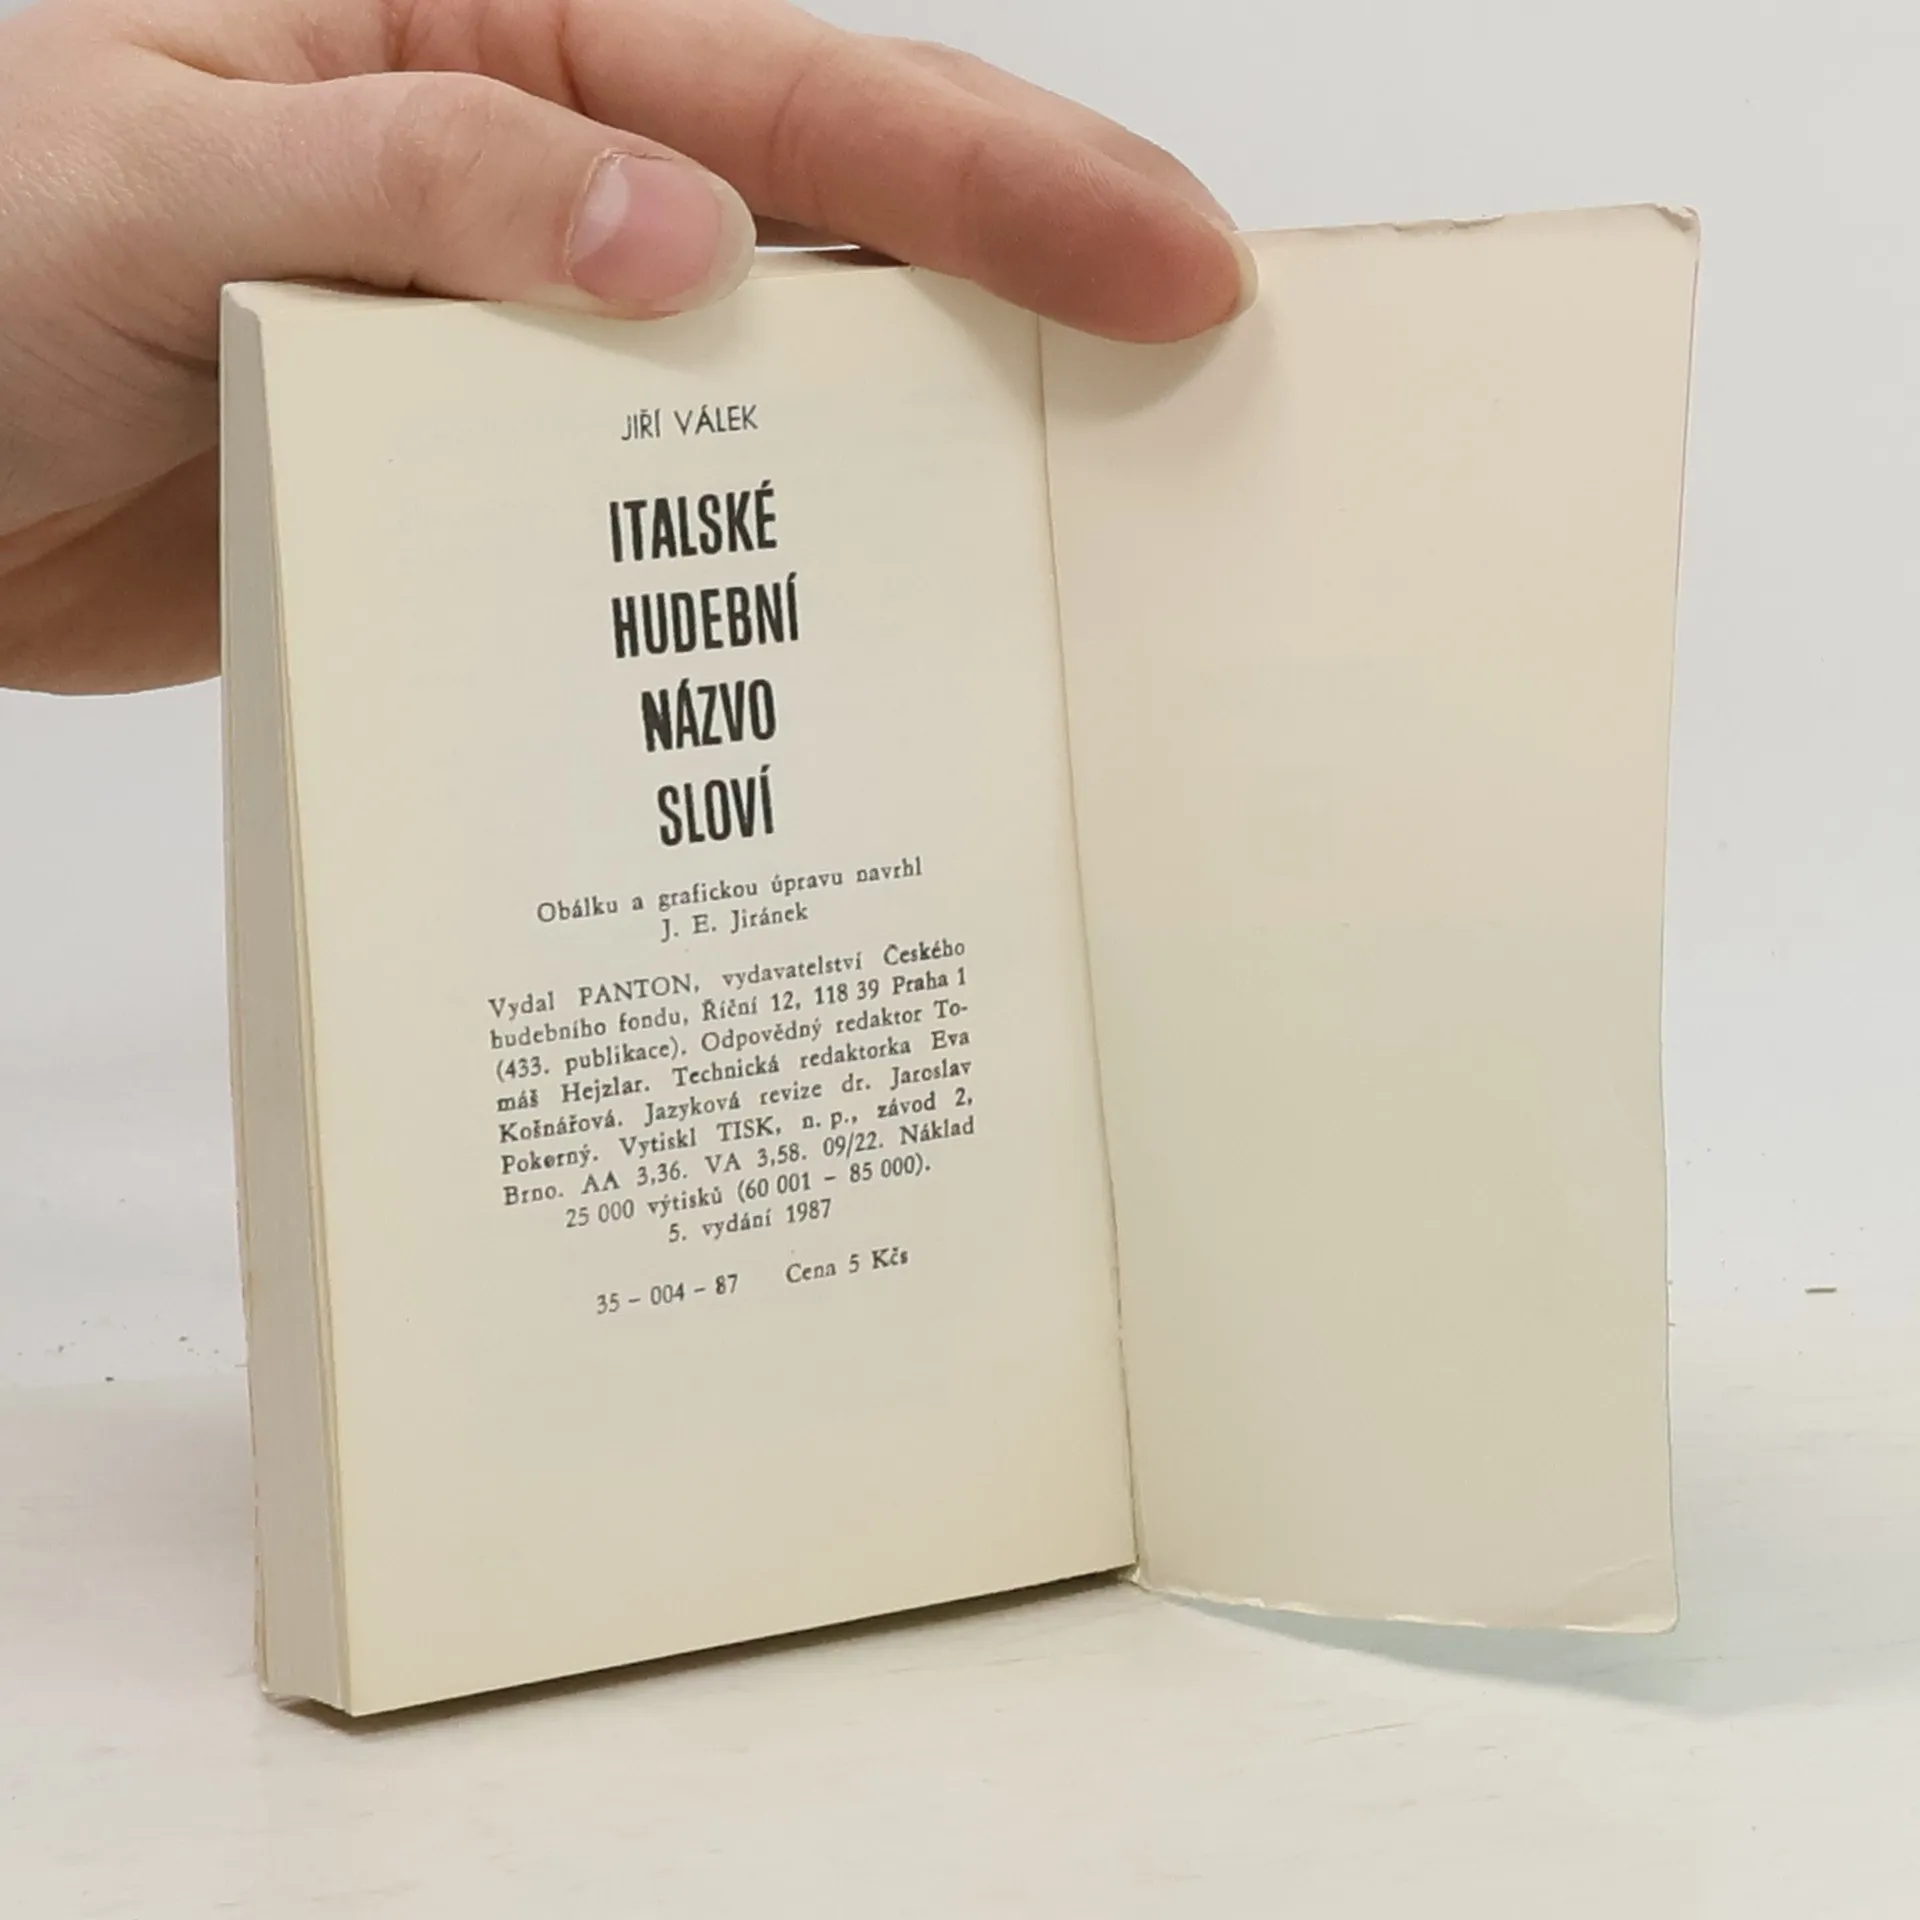 JIŘÍ VÁLEK
ITALSKÉ
HUDEBNÍ
NÁZVO
SLOVÍ
Obálku a grafickou úpravu navrhl
J. E. Jiránek
Vydal PANTON, vydavatelství Českého
hudebního fondu, Říční 12, 118 39 Praha 1
(433. publikace). Odpovědný redaktor To-
máš Hejzlar. Technická redaktorka Eva
Košnářová. Jazyková revize dr. Jaroslav
Pokorný. Vytiskl TISK, n. p., závod 2,
Brno. AA 3,36. VA 3,58. 09/22. Náklad
25 000 výtisků (60 001 – 85 000).
5. vydání 1987
35 – 004 – 87 Cena 5 Kčs